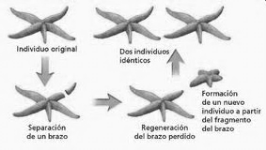 Individuo original
Dos individuos
idénticos
Separación
de un brazo
Regeneración
del brazo perdido
Formación
de un nuevo
individuo a partir
del fragmento
del brazo